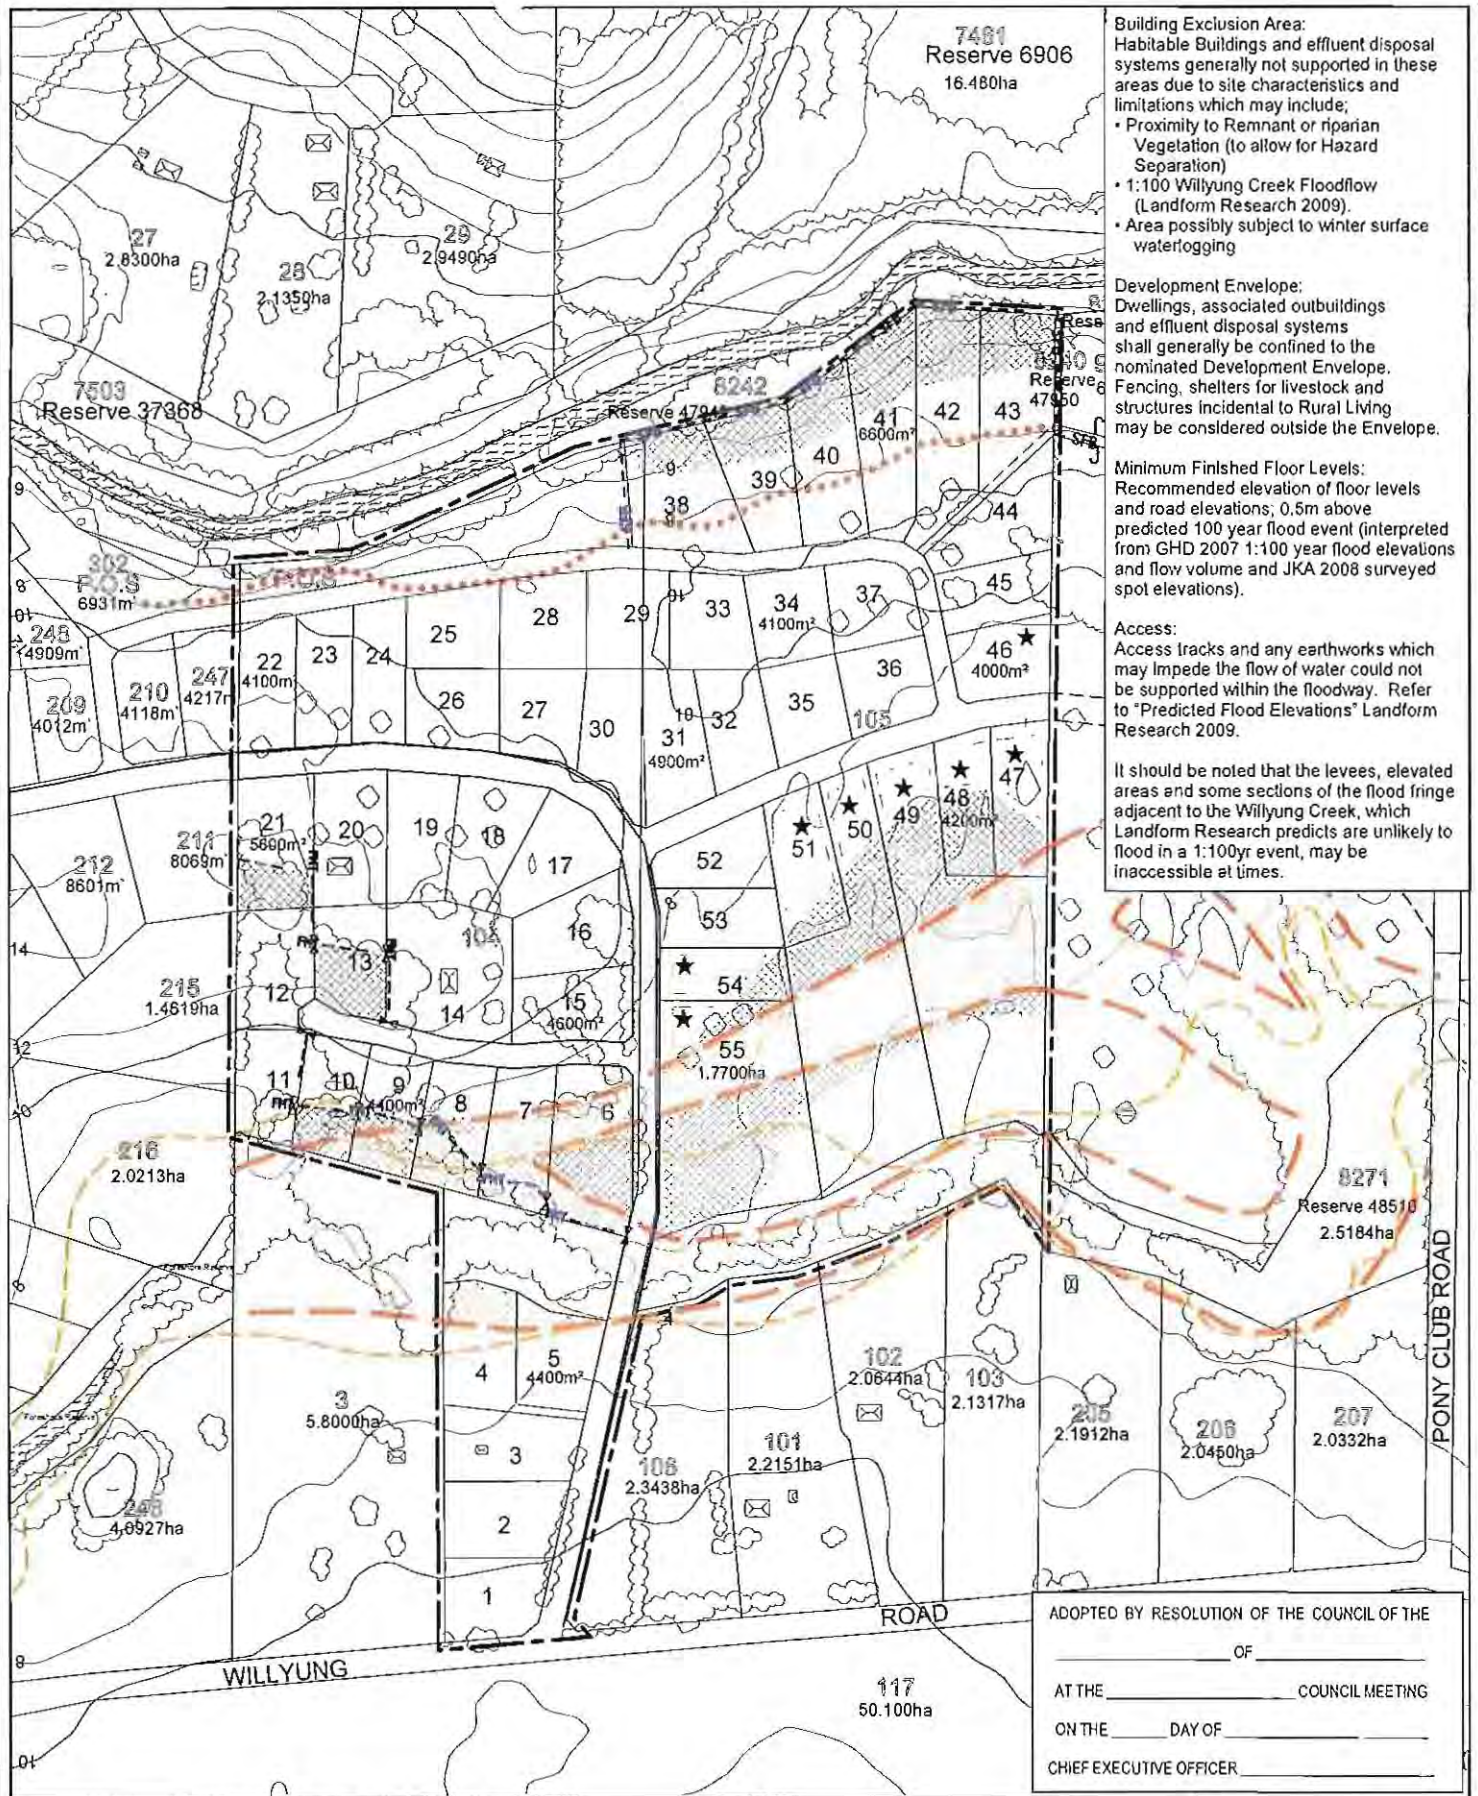 7461
Reserve 6906
16.460ha
Building Exclusion Area:
Habitable Buildings and effluent disposal
systems generally not supported in these
areas due to site characteristics and
limitations which may include;
• Proximity to Remnant or riparian
Vegetation (to allow for Hazard
Separation)
• 1:100 Willyung Creek Floodflow
(Landform Research 2009).
• Area possibly subject to winter surface
waterlogging
Development Envelope:
Dwellings, associated outbuildings
and effluent disposal systems
shall generally be confined to the
nominated Development Envelope.
Fencing, shelters for livestock and
structures incidental to Rural Living
may be considered outside the Envelope.
Minimum Finished Floor Levels:
Recommended elevation of floor levels
and road elevations; 0.5m above
predicted 100 year flood event (interpreted
from GHD 2007 1:100 year flood elevations
and flow volume and JKA 2008 surveyed
spot elevations).
Access:
Access tracks and any earthworks which
may impede the flow of water could not
be supported within the floodway. Refer
to "Predicted Flood Elevations" Landform
Research 2009.
It should be noted that the levees, elevated
areas and some sections of the flood fringe
adjacent to the Willyung Creek, which
Landform Research predicts are unlikely to
flood in a 1:100yr event, may be
inaccessible at times.
27
2.8300ha
28
2.1350ha
29
2.9490ha
7503
Reserve 37368
8242
Reserve
47950
41
6600m²
42
43
40
39
38
9
44
302
P.O.S
6931m²
45
37
34
4100m²
33
29
28
25
248
4909m²
209
4012m²
210
4118m²
247
4217m
22
4100m
23
24
26
27
30
31
4900m²
32
35
36
105
46
4000m²
47
48
4200m²
49
50
51
52
53
54
55
1.7700ha
212
8601m²
211
8069m
21
5600m²
20
19
18
17
16
104
13
12
14
15
4600m²
215
1.4619ha
11
10
9
4400m²
8
7
6
216
2.0213ha
Foreshore Reserve
8271
Reserve 48510
2.5184ha
PONY CLUB ROAD
3
5.8000ha
4
5
4400m²
3
2
1
106
2.3438ha
101
2.2151ha
102
2.0644ha
103
2.1317ha
205
2.1912ha
206
2.0450ha
207
2.0332ha
4.0927ha
WILLYUNG
ROAD
117
50.100ha
ADOPTED BY RESOLUTION OF THE COUNCIL OF THE
OF
AT THE COUNCIL MEETING
ON THE DAY OF
CHIEF EXECUTIVE OFFICER